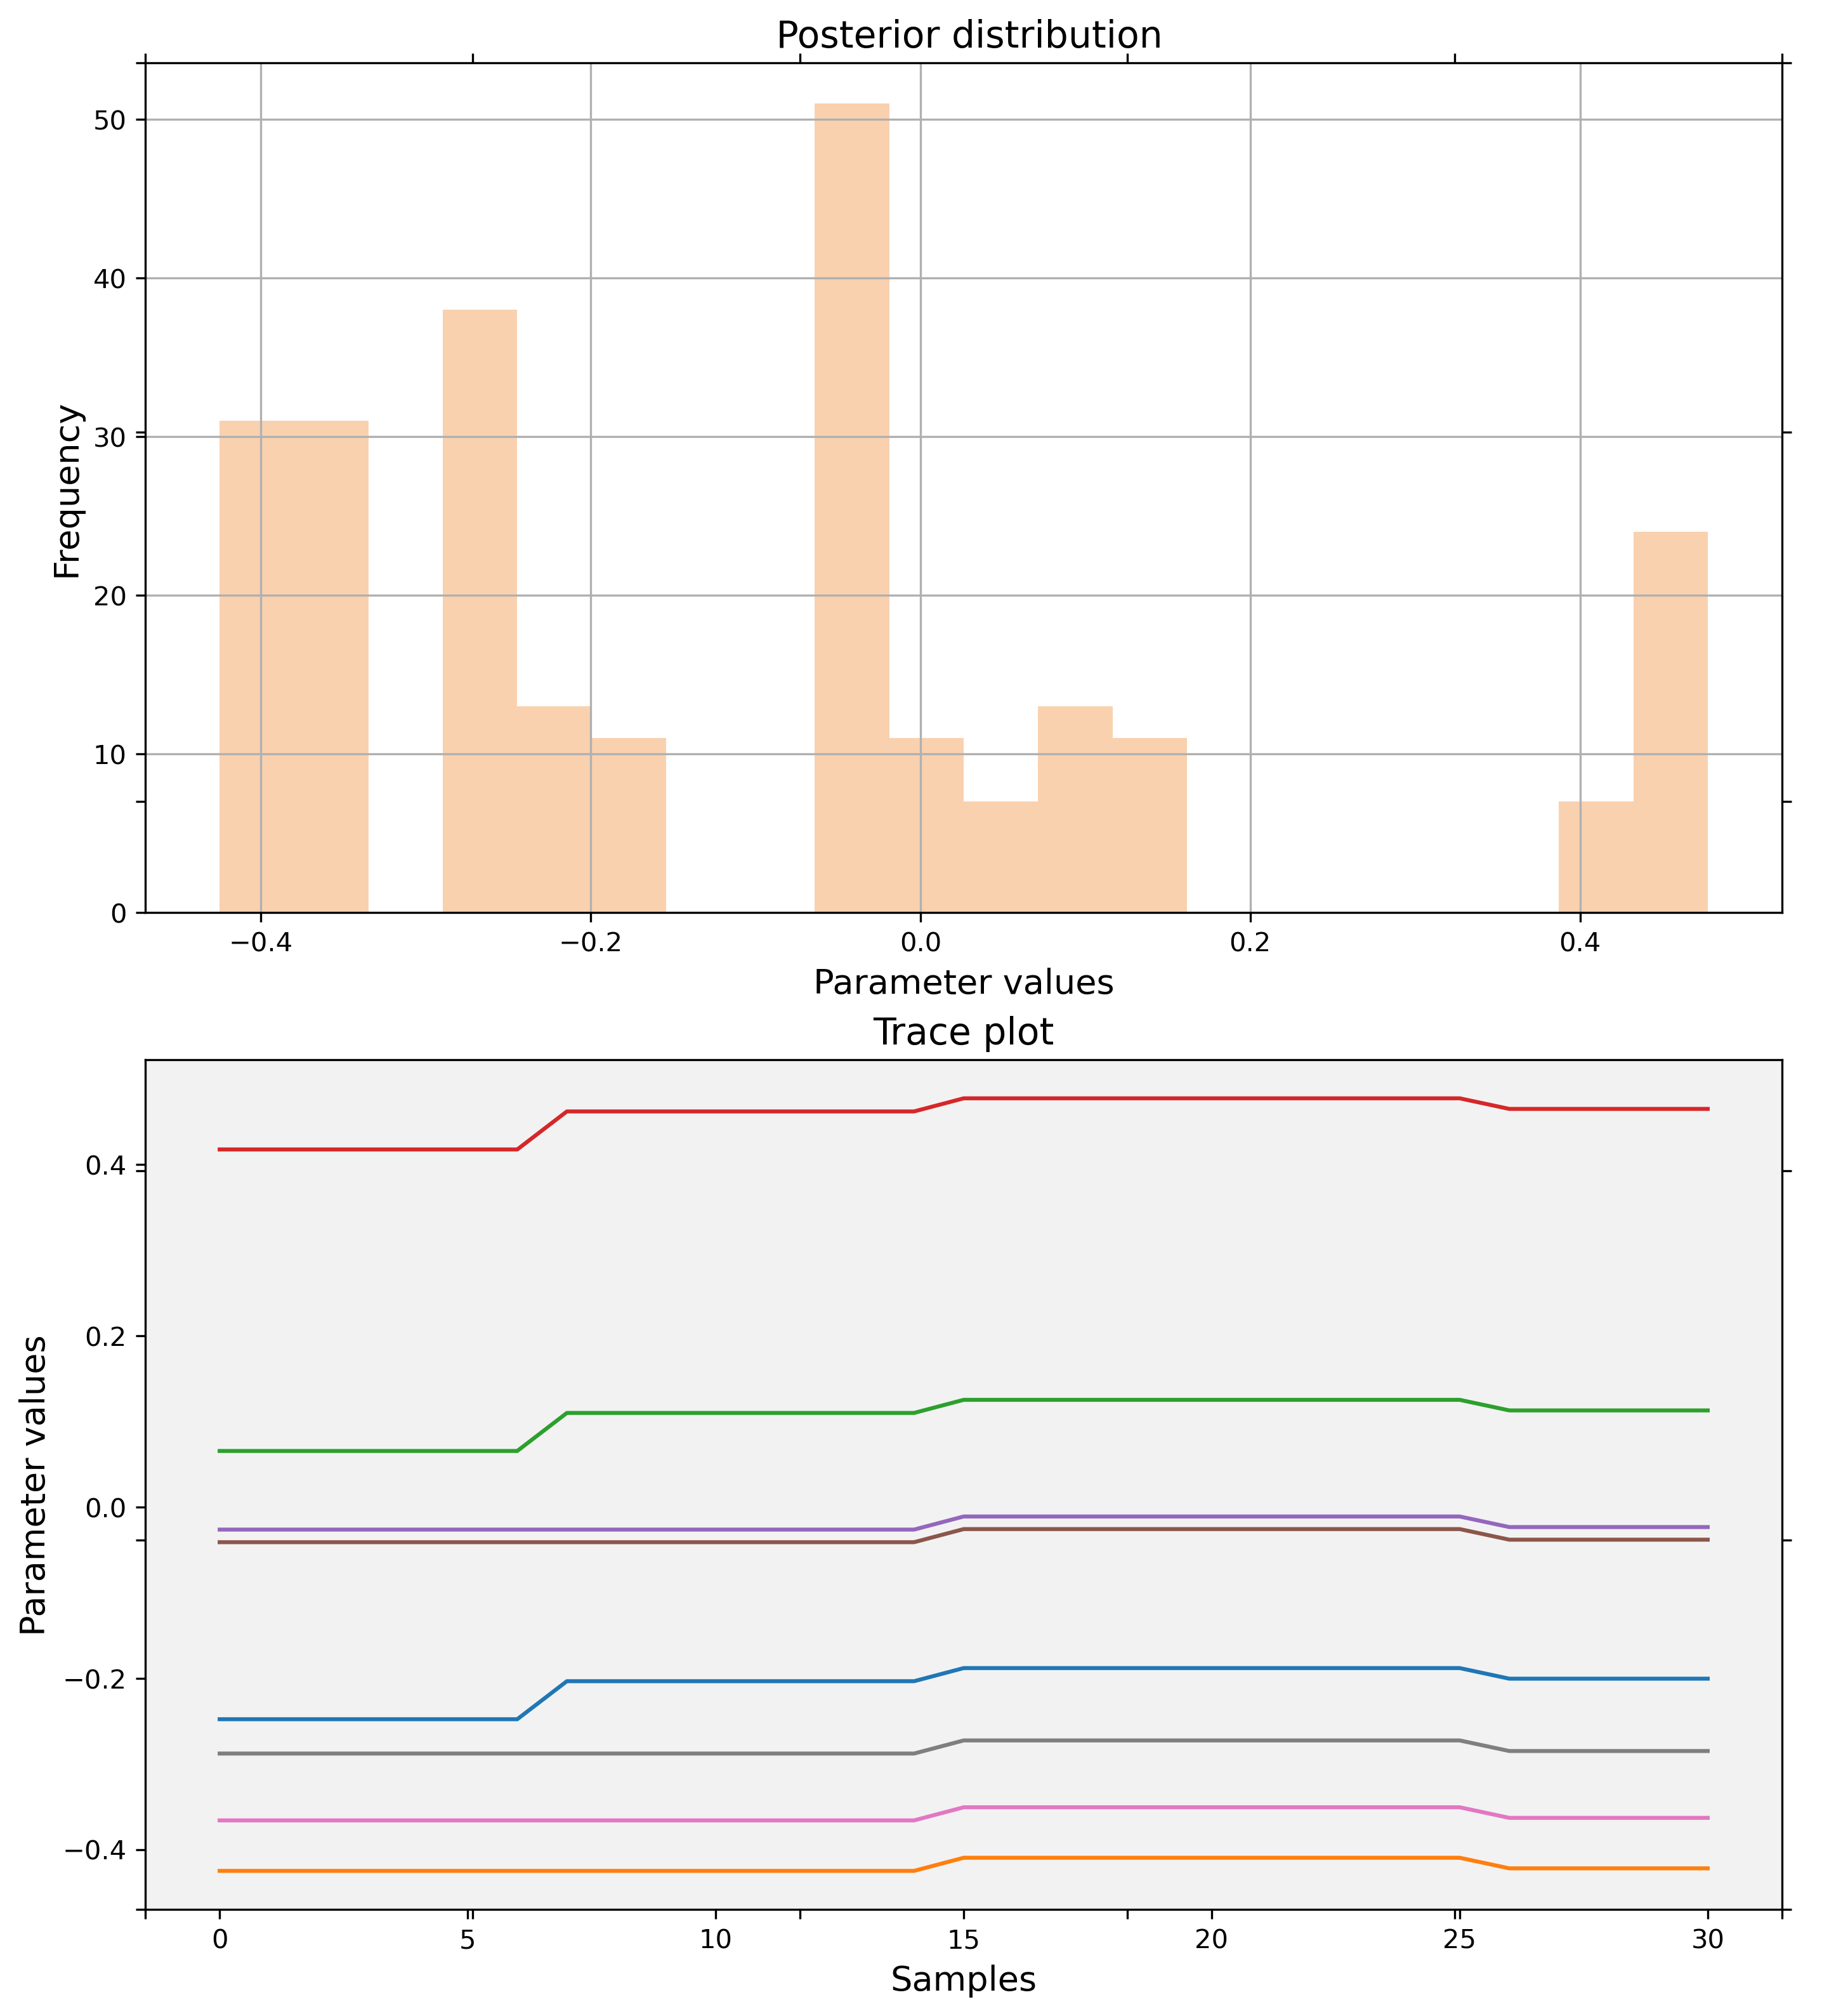 Posterior distribution
50
40
30
20
10
0
Frequency
−0.4 −0.2 0.0 0.2 0.4
Parameter values
Trace plot
0.4
0.2
0.0
−0.2
−0.4
Parameter values
0 5 10 15 20 25 30
Samples